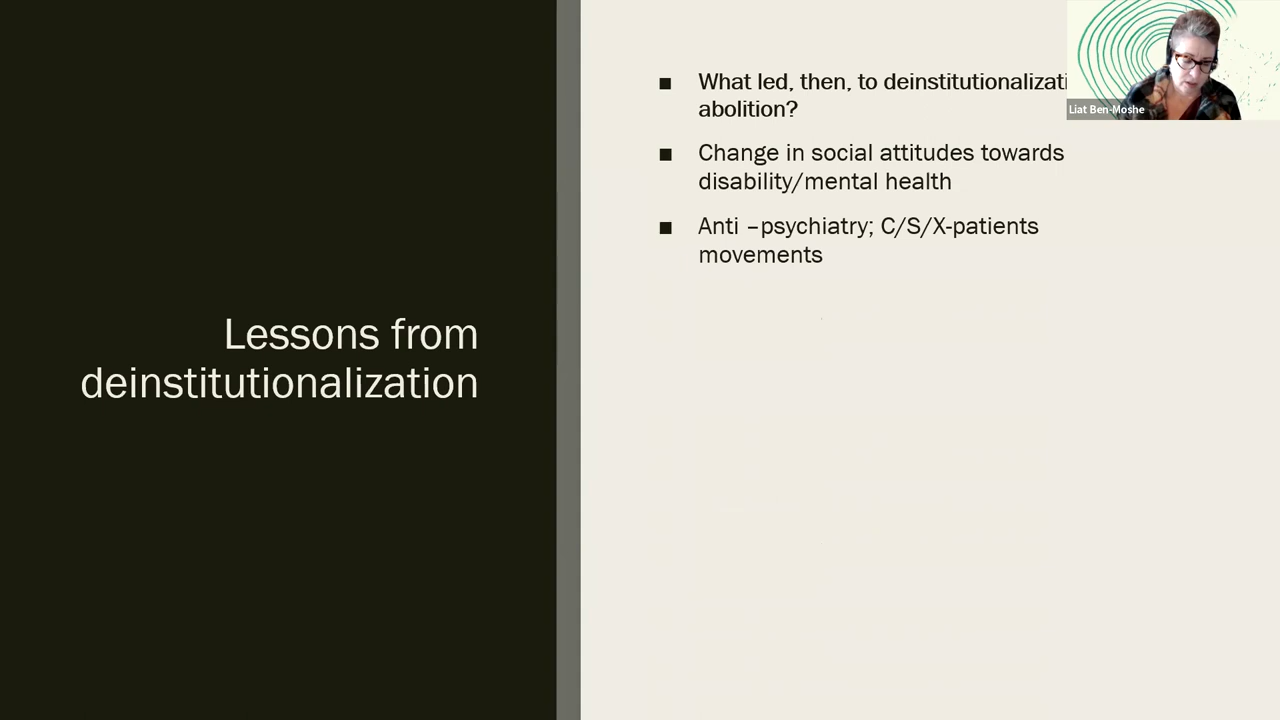 Lessons from
deinstitutionalization
■ What led, then, to
abolition?
■ Change in social attitudes towards
disability/mental health
■ Anti –psychiatry; C/S/X-patients
movements
Liat Ben-Moshe